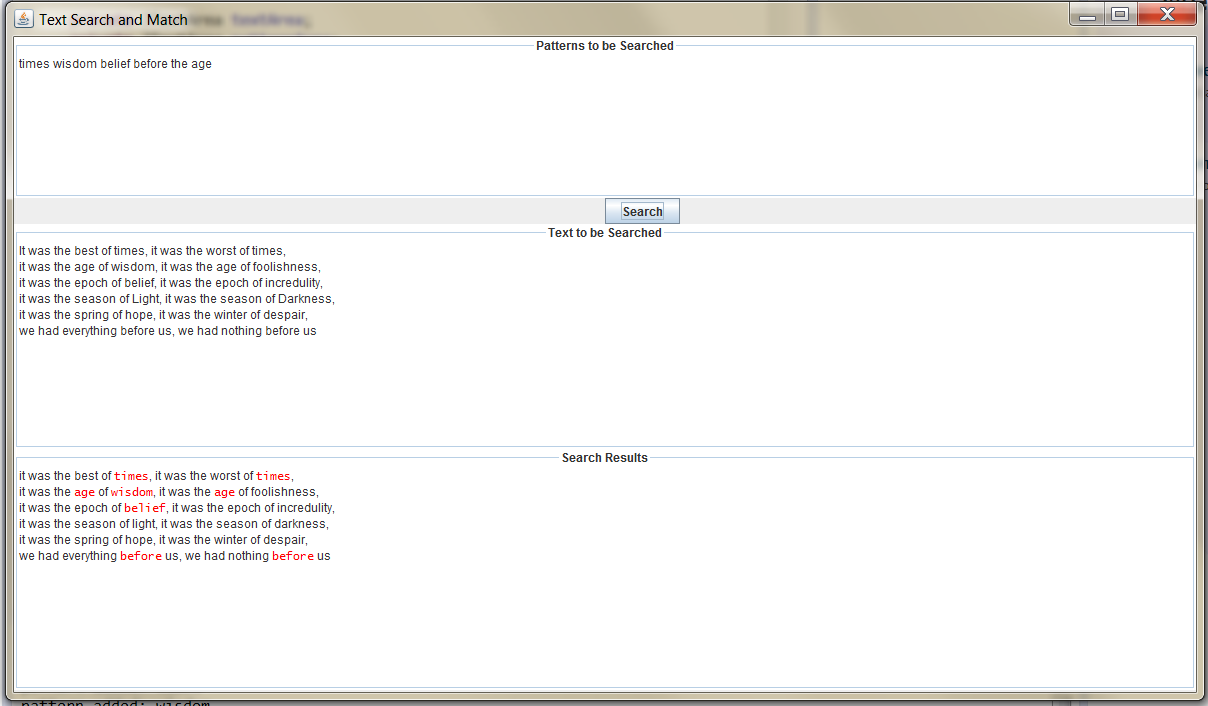 Text Search and Match
Patterns to be Searched
times wisdom belief before the age
Search
Text to be Searched
It was the best of times, it was the worst of times,
it was the age of wisdom, it was the age of foolishness,
it was the epoch of belief, it was the epoch of incredulity,
it was the season of Light, it was the season of Darkness,
it was the spring of hope, it was the winter of despair,
we had everything before us, we had nothing before us
Search Results
it was the best of times, it was the worst of times,
it was the age of wisdom, it was the age of foolishness,
it was the epoch of belief, it was the epoch of incredulity,
it was the season of light, it was the season of darkness,
it was the spring of hope, it was the winter of despair,
we had everything before us, we had nothing before us
pattern added: wisdom